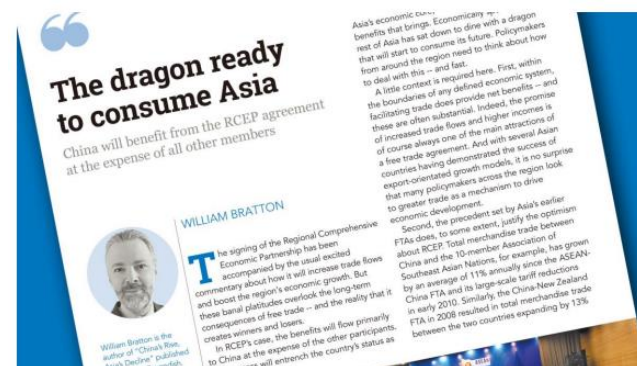 The dragon ready
to consume Asia
China will benefit from the RCEP agreement
at the expense of all other members
WILLIAM BRATTON
William Bratton is the
author of "China's Rise,
Asia's Decline" published
The signing of the Regional Comprehensive
Economic Partnership has been
accompanied by the usual excited
commentary about how it will increase trade flows
and boost the region's economic growth. But
these banal platitudes overlook the long-term
consequences of free trade -- and the reality that it
creates winners and losers.
In RCEP's case, the benefits will flow primarily
to China at the expense of the other participants.
will entrench the country's status as
Asia's economic
benefits that brings. Economically
rest of Asia has sat down to dine with a dragon
that will start to consume its future. Policymakers
from around the region need to think about how
to deal with this -- and fast.
A little context is required here. First, within
the boundaries of any defined economic system,
facilitating trade does provide net benefits -- and
these are often substantial. Indeed, the promise
of increased trade flows and higher incomes is
of course always one of the main attractions of
a free trade agreement. And with several Asian
countries having demonstrated the success of
export-orientated growth models, it is no surprise
that many policymakers across the region look
to greater trade as a mechanism to drive
economic development.
Second, the precedent set by Asia's earlier
FTAs does, to some extent, justify the optimism
about RCEP. Total merchandise trade between
China and the 10-member Association of
Southeast Asian Nations, for example, has grown
by an average of 11% annually since the ASEAN-
China FTA and its large-scale tariff reductions
in early 2010. Similarly, the China-New Zealand
FTA in 2008 resulted in total merchandise trade
between the two countries expanding by 13%